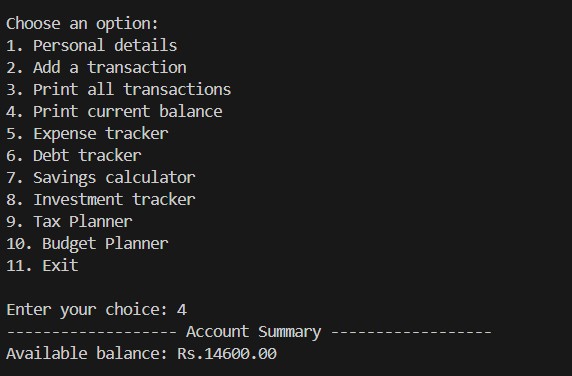 Choose an option:
1. Personal details
2. Add a transaction
3. Print all transactions
4. Print current balance
5. Expense tracker
6. Debt tracker
7. Savings calculator
8. Investment tracker
9. Tax Planner
10. Budget Planner
11. Exit
Enter your choice: 4
------------------- Account Summary ------------------
Available balance: Rs.14600.00